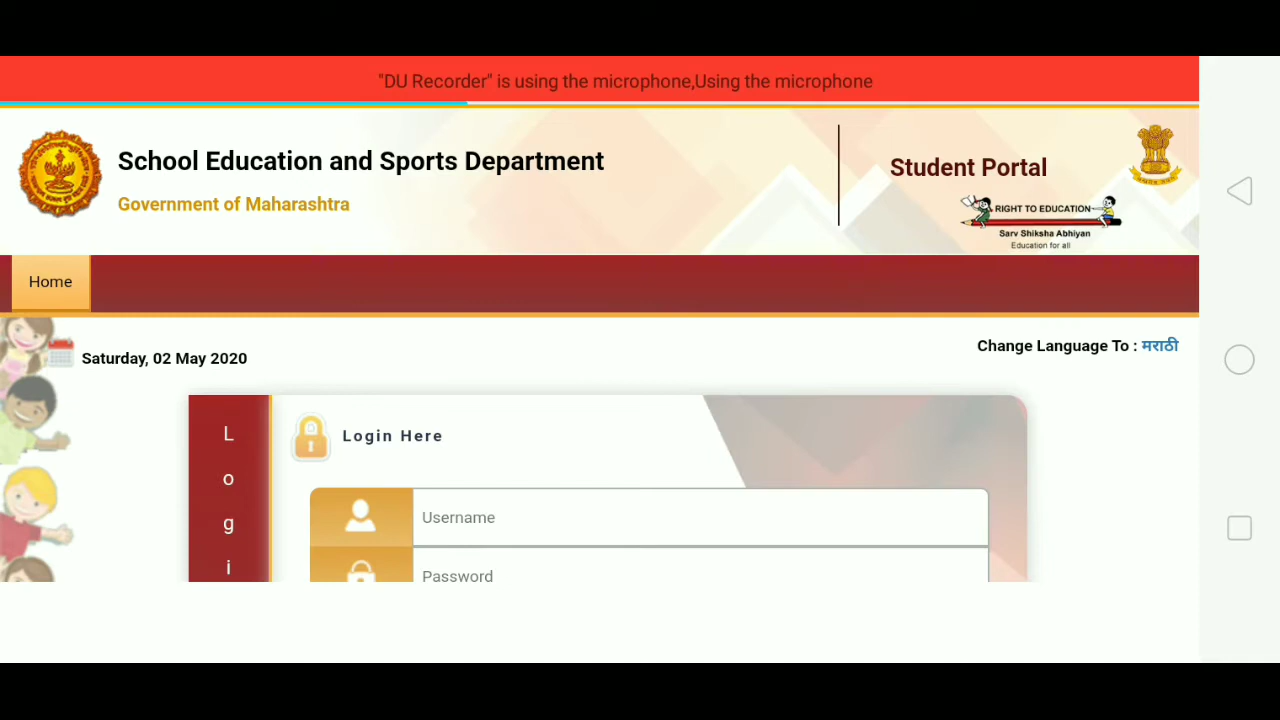 "DU Recorder" is using the microphone,Using the microphone
School Education and Sports Department
Government of Maharashtra
Student Portal
RIGHT TO EDUCATION
Sarv Shiksha Abhiyan
Education for all
Home
Saturday, 02 May 2020
Change Language To : मराठी
L
o
g
i
Login Here
Username
Password